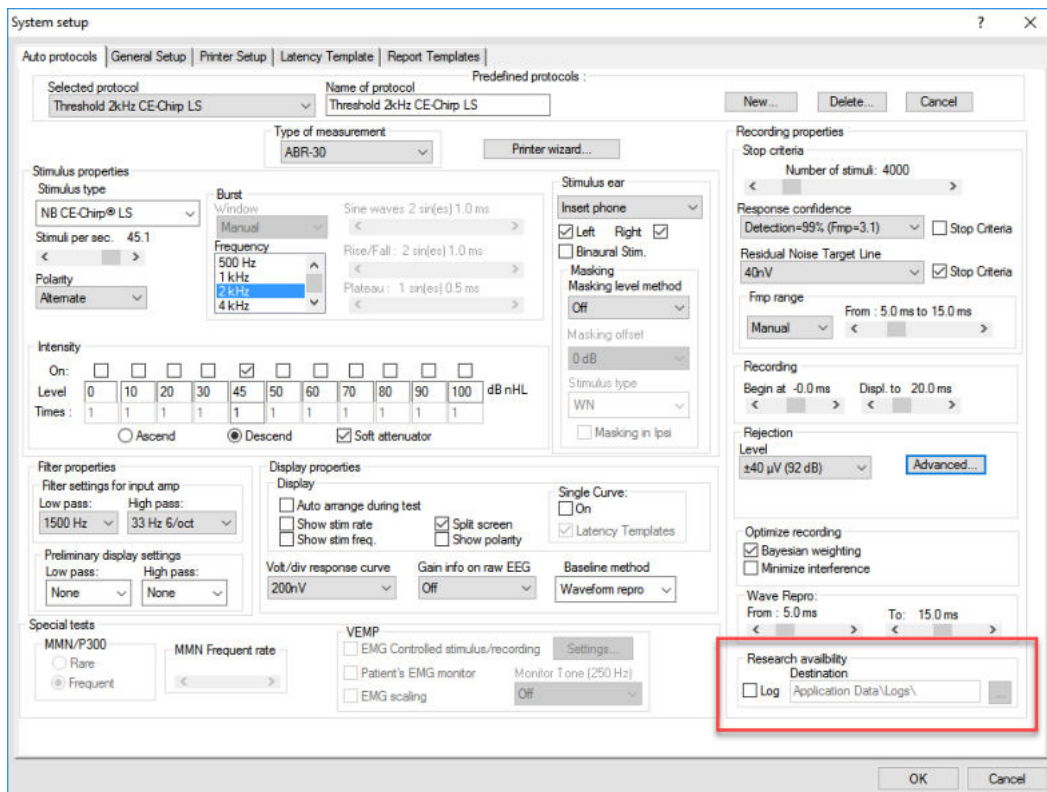 System setup
? ×
Auto protocols General Setup Printer Setup Latency Template Report Templates
Predefined protocols :
Selected protocol Name of protocol
Threshold 2kHz CE-Chirp LS Threshold 2kHz CE-Chirp LS New... Delete... Cancel
Type of measurement
ABR-30 Printer wizard...
Stimulus properties
Stimulus type
NB CE-Chirp® LS
Stimuli per sec. 45.1
Polarity
Alternate
Burst
Window
Manual
Frequency
500 Hz
1 kHz
2 kHz
4 kHz
Sine waves 2 sin(es) 1.0 ms
Rise/Fall : 2 sin(es) 1.0 ms
Plateau : 1 sin(es) 0.5 ms
Stimulus ear
Insert phone
Left Right
Binaural Stim.
Masking
Masking level method
Off
Masking offset
0 dB
Stimulus type
WN
Masking in Ipsi
Intensity
On:
Level 0 10 20 30 45 50 60 70 80 90 100 dB nHL
Times : 1 1 1 1 1 1 1 1 1 1 1
Ascend Descend Soft attenuator
Filter properties
Filter settings for input amp
Low pass: High pass:
1500 Hz 33 Hz 6/oct
Preliminary display settings
Low pass: High pass:
None None
Display properties
Display
Auto arrange during test
Show stim rate Split screen
Show stim freq. Show polarity
Single Curve:
On
Latency Templates
Volt/div response curve Gain info on raw EEG Baseline method
200nV Off Waveform repro
Special tests
MMN/P300
Rare
Frequent
MMN Frequent rate
VEMP
EMG Controlled stimulus/recording Settings...
Patient's EMG monitor Monitor Tone (250 Hz)
EMG scaling Off
Recording properties
Stop criteria
Number of stimuli: 4000
Response confidence
Detection=99% (Fmp=3.1) Stop Criteria
Residual Noise Target Line
40nV Stop Criteria
Fmp range
From : 5.0 ms to 15.0 ms
Manual
Recording
Begin at -0.0 ms Displ. to 20.0 ms
Rejection
Level
±40 µV (92 dB) Advanced...
Optimize recording
Bayesian weighting
Minimize interference
Wave Repro:
From : 5.0 ms To: 15.0 ms
Research availbility
Destination
Log Application Data\Logs\ ...
OK Cancel